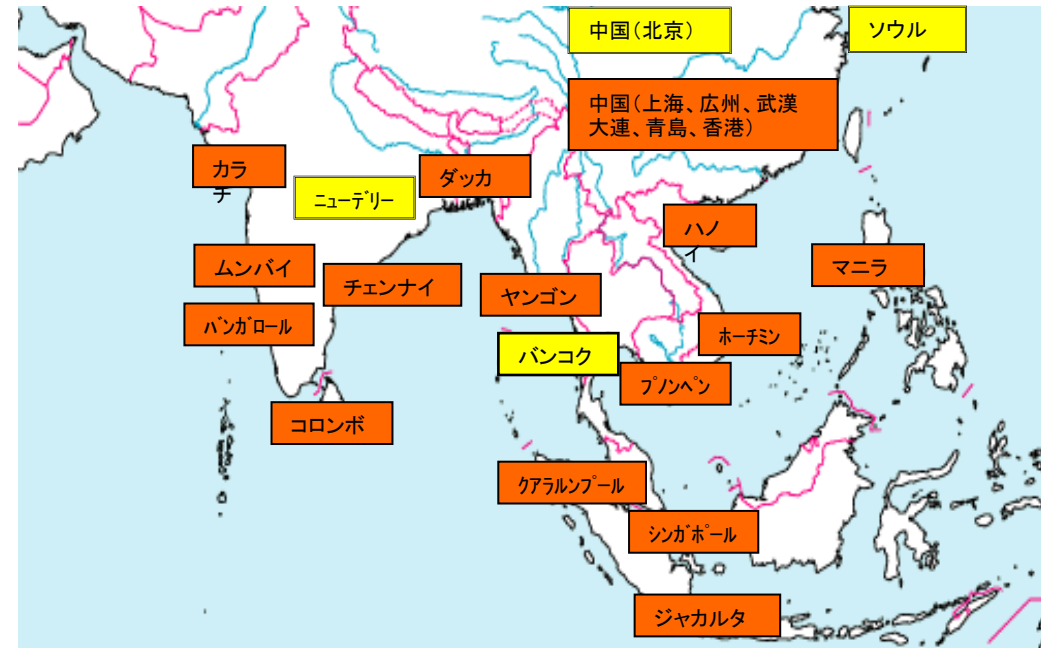 中国(北京)
ソウル
中国(上海、広州、武漢
大連、青島、香港)
カラ
チ
ダッカ
ニューデリー
ハノ
イ
ムンバイ
チェンナイ
ヤンゴン
マニラ
バンガロール
ホーチミン
バンコク
プノンペン
コロンボ
クアラルンプール
シンガポール
ジャカルタ